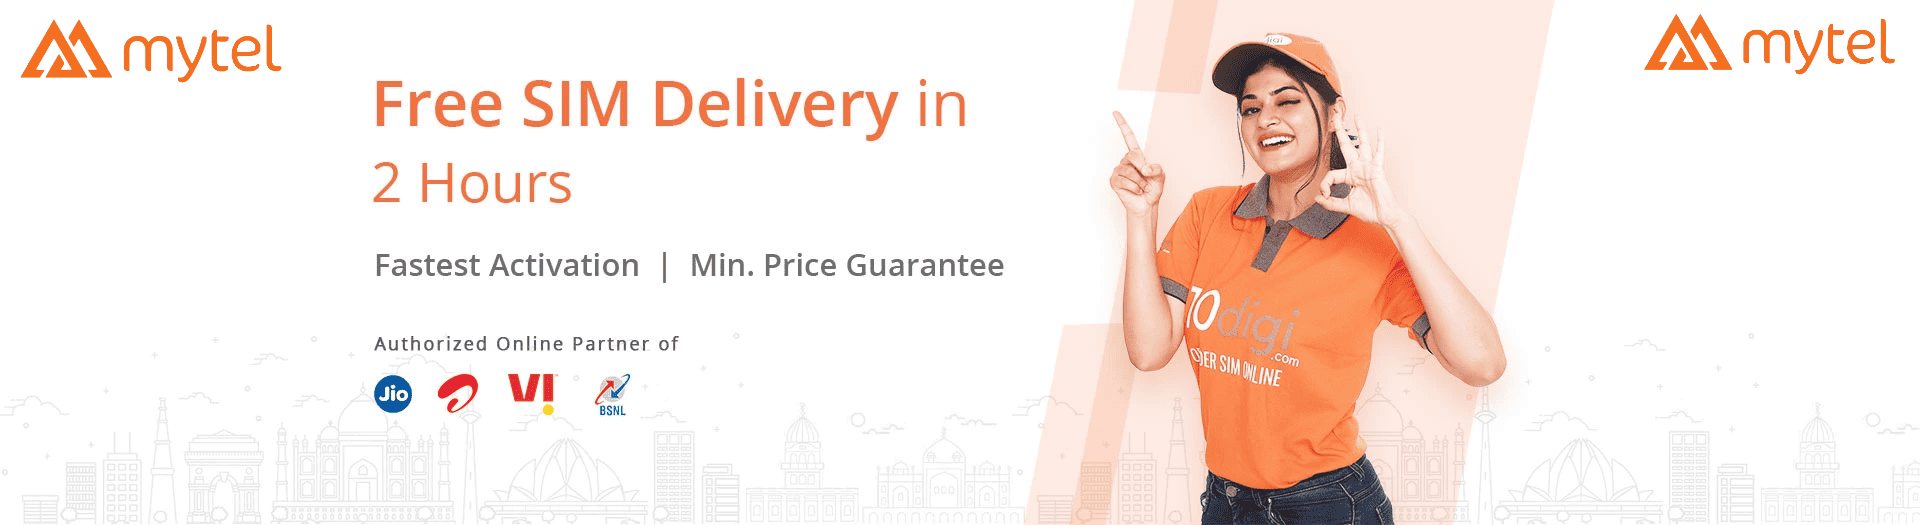 mytel
mytel
Free SIM Delivery in
2 Hours
Fastest Activation | Min. Price Guarantee
Authorized Online Partner of
Jio
VI
BSNL
10digi
.com
SIM ONLINE